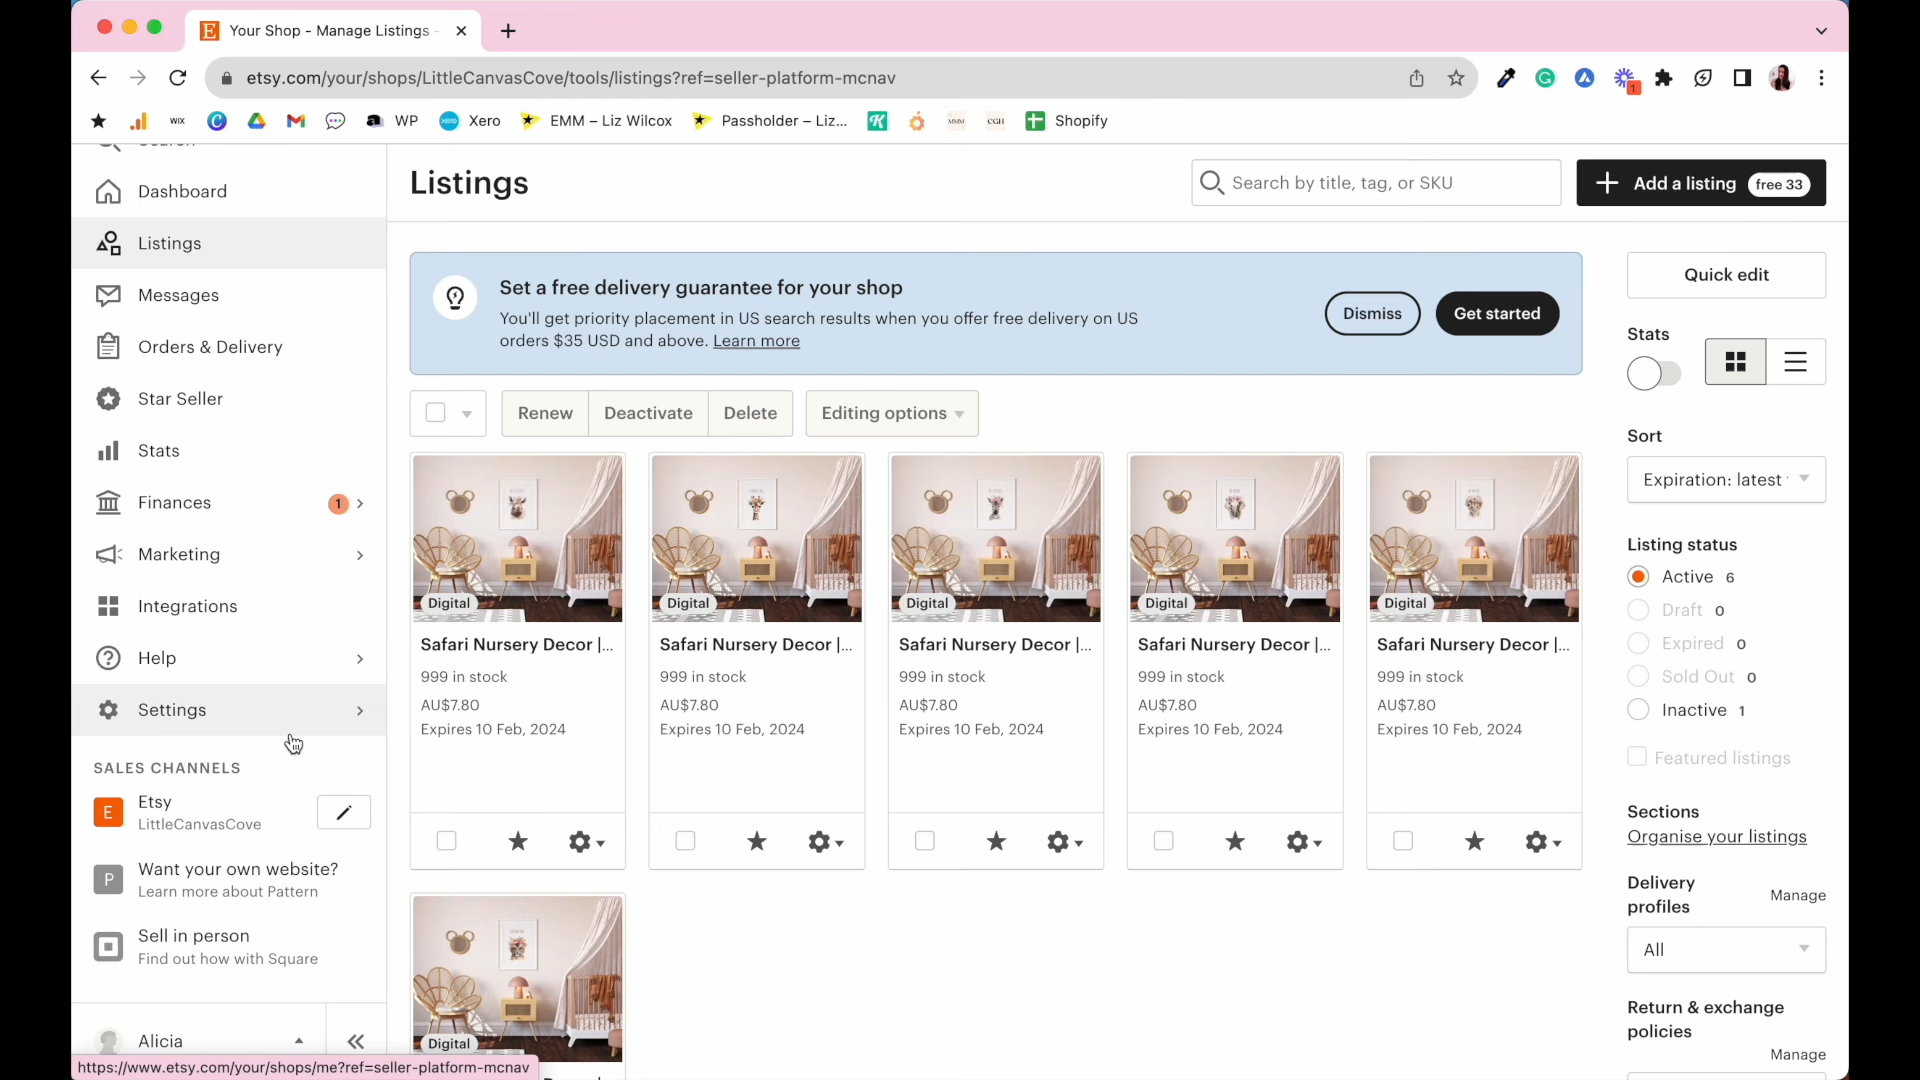 Your Shop - Manage Listings -
etsy.com/your/shops/LittleCanvasCove/tools/listings?ref=seller-platform-mcnav
1
WIX
WP
xero
Xero
EMM – Liz Wilcox
Passholder – Liz...
MMM
CGH
Shopify
Search
Dashboard
Listings
Messages
Orders & Delivery
Star Seller
Stats
Finances
1
Marketing
Integrations
Help
Settings
SALES CHANNELS
E
Etsy
LittleCanvasCove
P
Want your own website?
Learn more about Pattern
Sell in person
Find out how with Square
Alicia
https://www.etsy.com/your/shops/me?ref=seller-platform-mcnav
Listings
Search by title, tag, or SKU
Add a listing free 33
Set a free delivery guarantee for your shop
You'll get priority placement in US search results when you offer free delivery on US
orders $35 USD and above. Learn more
Dismiss
Get started
Renew
Deactivate
Delete
Editing options
Digital
Safari Nursery Decor |...
999 in stock
AU$7.80
Expires 10 Feb, 2024
Digital
Safari Nursery Decor |...
999 in stock
AU$7.80
Expires 10 Feb, 2024
Digital
Safari Nursery Decor |...
999 in stock
AU$7.80
Expires 10 Feb, 2024
Digital
Safari Nursery Decor |...
999 in stock
AU$7.80
Expires 10 Feb, 2024
Digital
Safari Nursery Decor |...
999 in stock
AU$7.80
Expires 10 Feb, 2024
Digital
Quick edit
Stats
Sort
Expiration: latest
Listing status
Active 6
Draft 0
Expired 0
Sold Out 0
Inactive 1
Featured listings
Sections
Organise your listings
Delivery
profiles
Manage
All
Return & exchange
policies
Manage